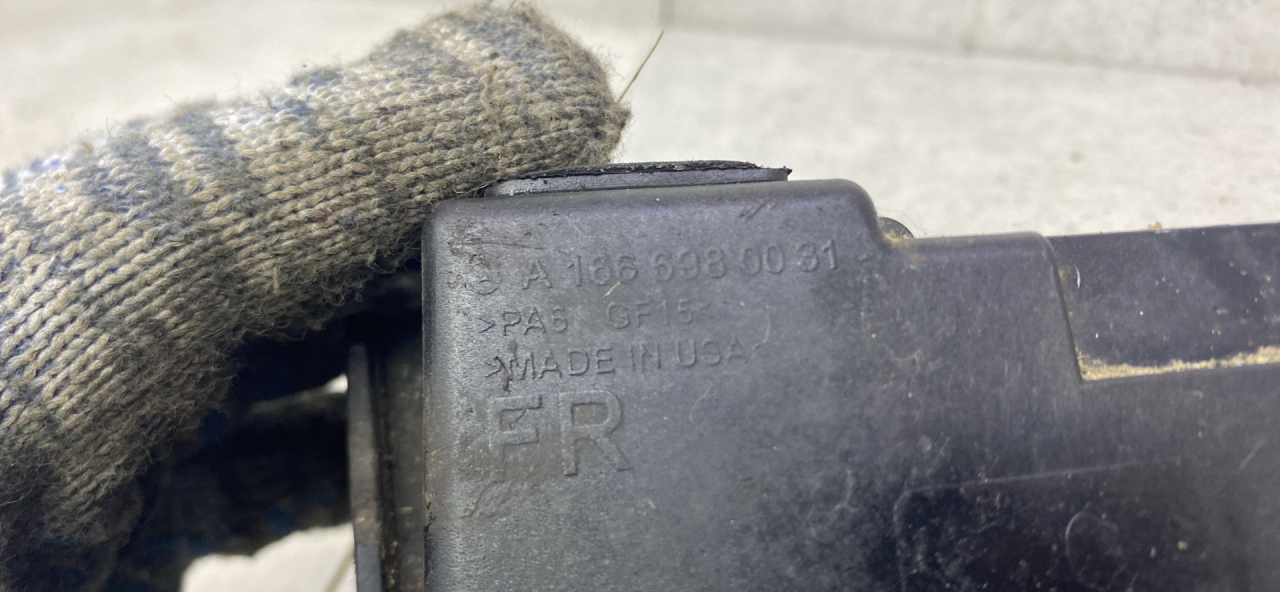 A 166 698 00 31
>PA6 GF15<
>MADE IN USA<
FR